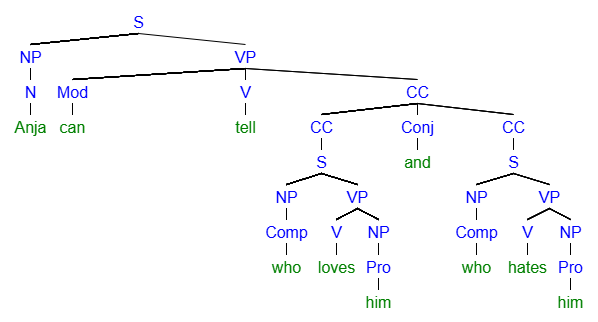 S
NP VP
N Mod V CC
Anja can tell CC Conj CC
S and S
NP VP NP VP
Comp V NP Comp V NP
who loves Pro who hates Pro
him him